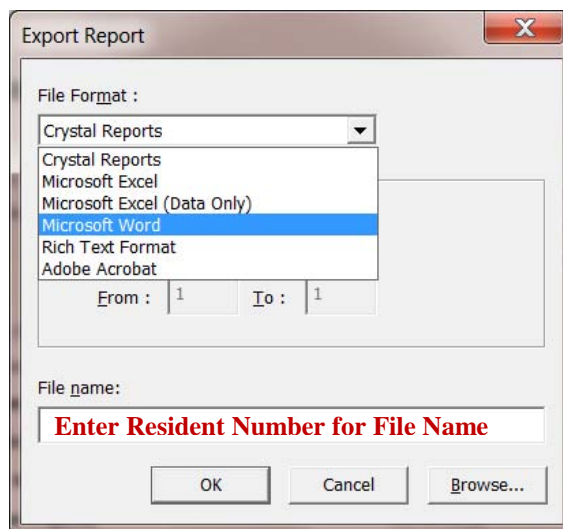 Export Report
X
File Format :
Crystal Reports
Crystal Reports
Microsoft Excel
Microsoft Excel (Data Only)
Microsoft Word
Rich Text Format
Adobe Acrobat
From : 1 To : 1
File name:
Enter Resident Number for File Name
OK Cancel Browse...